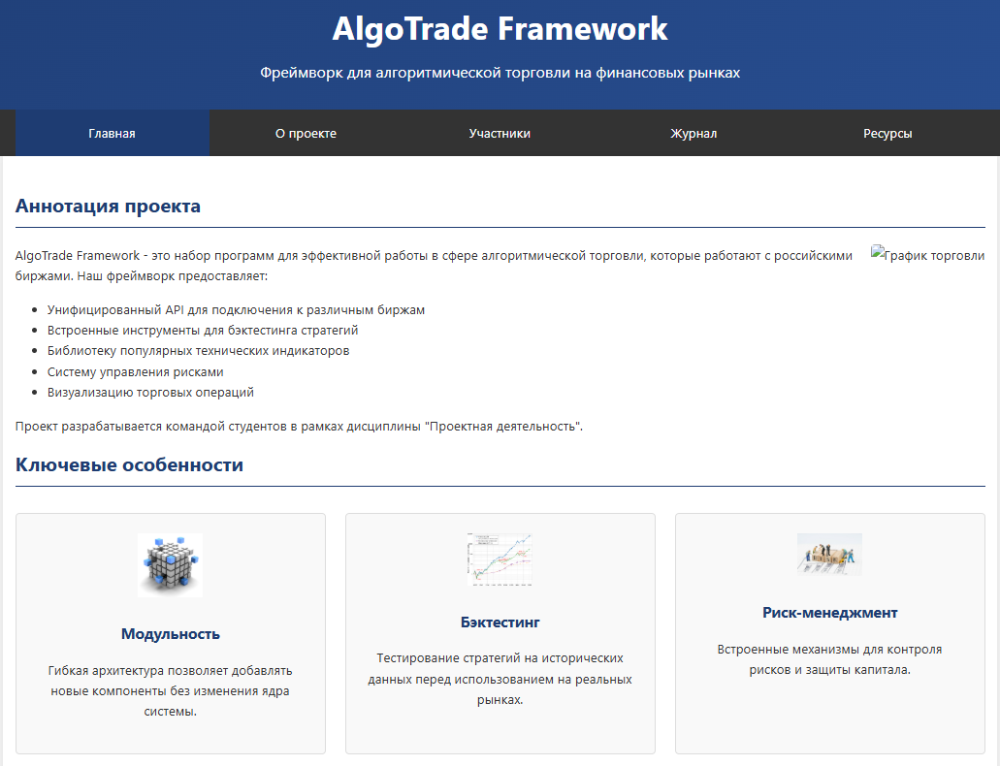 AlgoTrade Framework
Фреймворк для алгоритмической торговли на финансовых рынках
Главная
О проекте
Участники
Журнал
Ресурсы
Аннотация проекта
AlgoTrade Framework - это набор программ для эффективной работы в сфере алгоритмической торговли, которые работают с российскими
биржами. Наш фреймворк предоставляет:
График торговли
Унифицированный API для подключения к различным биржам
Встроенные инструменты для бэктестинга стратегий
Библиотеку популярных технических индикаторов
Систему управления рисками
Визуализацию торговых операций
Проект разрабатывается командой студентов в рамках дисциплины "Проектная деятельность".
Ключевые особенности
Модульность
Гибкая архитектура позволяет добавлять
новые компоненты без изменения ядра
системы.
Бэктестинг
Тестирование стратегий на исторических
данных перед использованием на реальных
рынках.
Риск-менеджмент
Встроенные механизмы для контроля
рисков и защиты капитала.